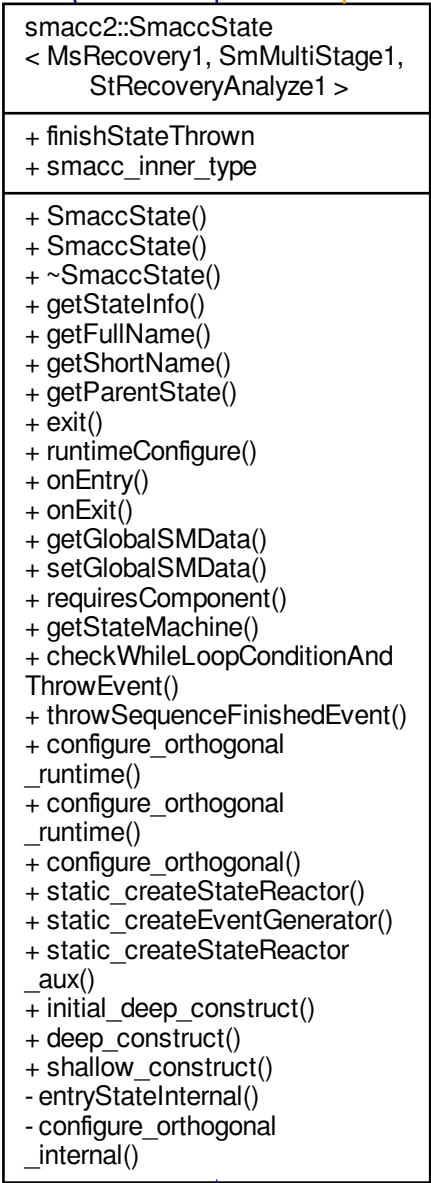 smacc2::SmaccState
< MsRecovery1, SmMultiStage1,
StRecoveryAnalyze1 >
+ finishStateThrown
+ smacc_inner_type
+ SmaccState()
+ SmaccState()
+ ~SmaccState()
+ getStateInfo()
+ getFullName()
+ getShortName()
+ getParentState()
+ exit()
+ runtimeConfigure()
+ onEntry()
+ onExit()
+ getGlobalSMData()
+ setGlobalSMData()
+ requiresComponent()
+ getStateMachine()
+ checkWhileLoopConditionAnd
ThrowEvent()
+ throwSequenceFinishedEvent()
+ configure_orthogonal
_runtime()
+ configure_orthogonal
_runtime()
+ configure_orthogonal()
+ static_createStateReactor()
+ static_createEventGenerator()
+ static_createStateReactor
_aux()
+ initial_deep_construct()
+ deep_construct()
+ shallow_construct()
- entryStateInternal()
- configure_orthogonal
_internal()